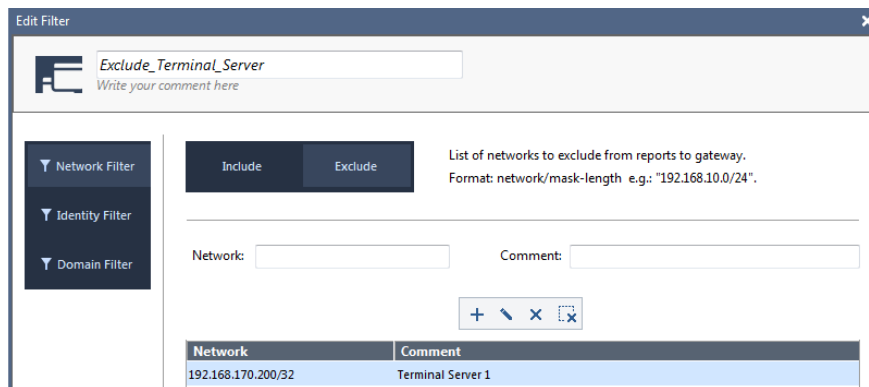 Edit Filter
Exclude_Terminal_Server
Write your comment here
Network Filter
Identity Filter
Domain Filter
Include
Exclude
List of networks to exclude from reports to gateway.
Format: network/mask-length e.g.: "192.168.10.0/24".
Network:
Comment:
Network Comment
192.168.170.200/32 Terminal Server 1